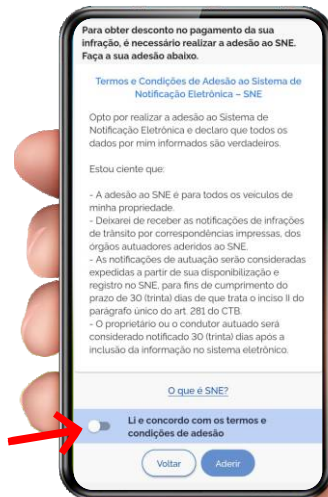 Para obter desconto no pagamento da sua
infração, é necessário realizar a adesão ao SNE.
Faça a sua adesão abaixo.
Termos e Condições de Adesão ao Sistema de
Notificação Eletrônica – SNE
Opto por realizar a adesão ao Sistema de
Notificação Eletrônica e declaro que todos os
dados por mim informados são verdadeiros.
Estou ciente que:
- A adesão ao SNE é para todos os veículos de
minha propriedade.
- Deixarei de receber as notificações de infrações
de trânsito por correspondências impressas, dos
órgãos autuadores aderidos ao SNE.
- As notificações de autuação serão consideradas
expedidas a partir de sua disponibilização e
registro no SNE, para fins de cumprimento do
prazo de 30 (trinta) dias de que trata o inciso II do
parágrafo único do art. 281 do CTB.
- O proprietário ou o condutor autuado será
considerado notificado 30 (trinta) dias após a
inclusão da informação no sistema eletrônico.
O que é SNE?
Li e concordo com os termos e
condições de adesão
Voltar Aderir